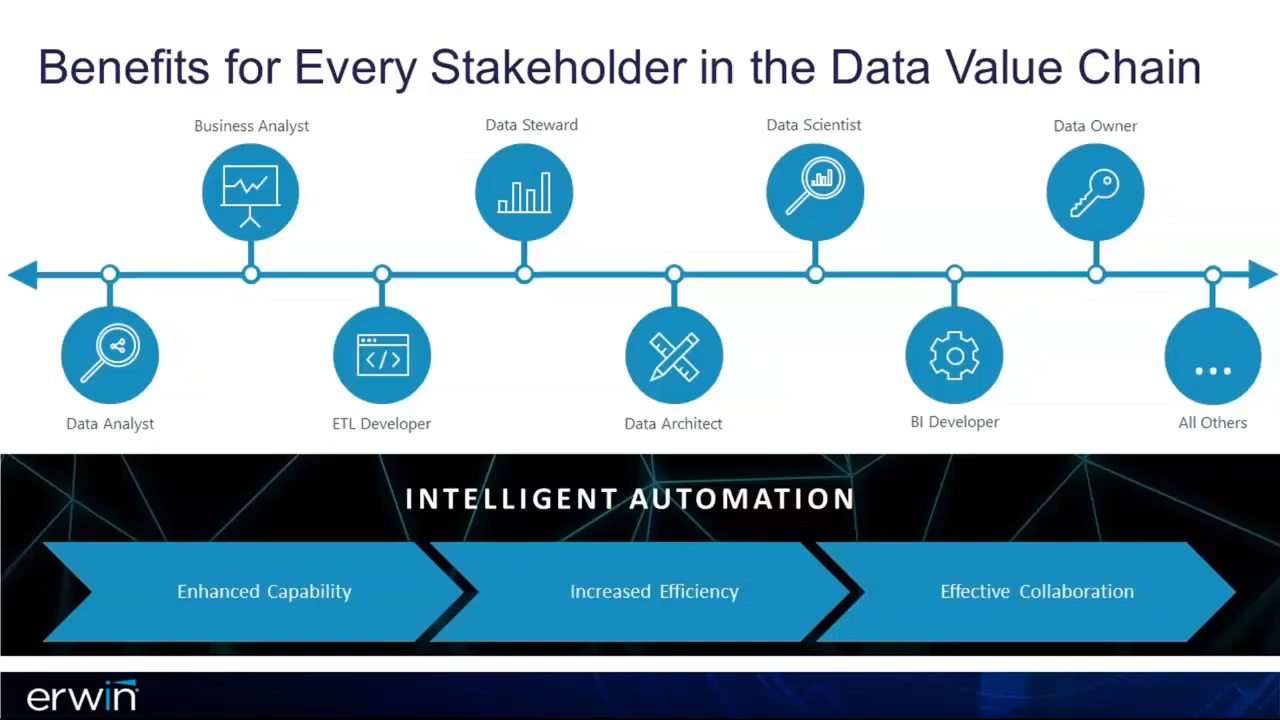 Benefits for Every Stakeholder in the Data Value Chain
Business Analyst
Data Steward
Data Scientist
Data Owner
Data Analyst
ETL Developer
Data Architect
BI Developer
All Others
INTELLIGENT AUTOMATION
Enhanced Capability
Increased Efficiency
Effective Collaboration
erwin